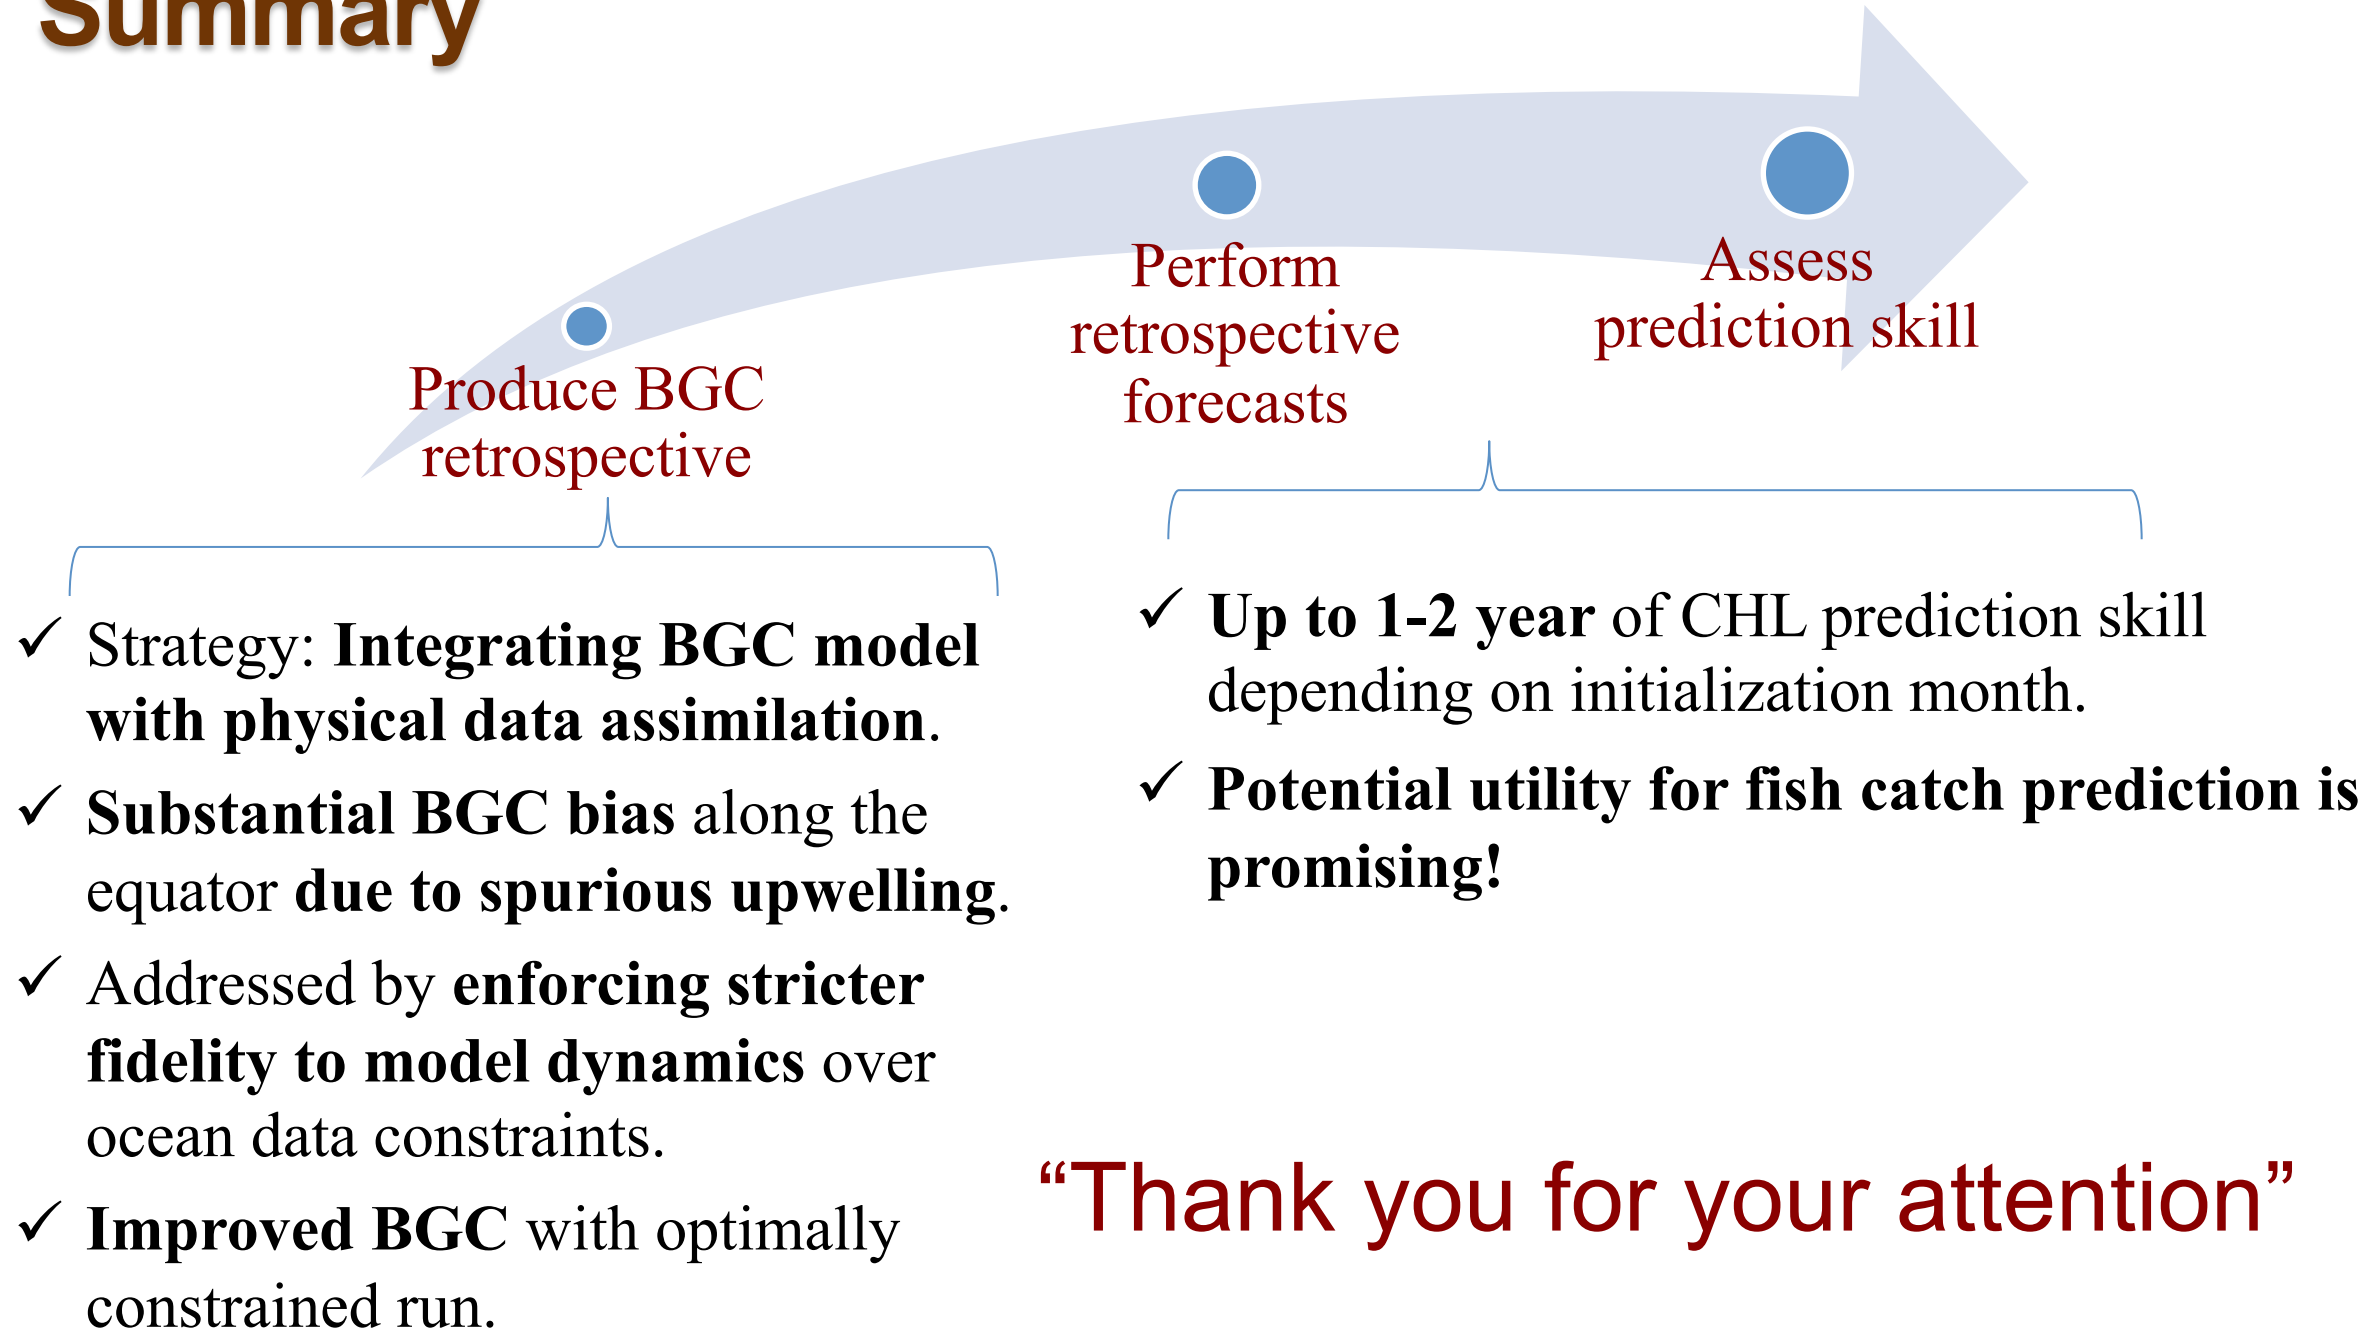 Summary
Produce BGC
retrospective
Perform
retrospective
forecasts
Assess
prediction skill
✓ Strategy: Integrating BGC model
with physical data assimilation.
✓ Substantial BGC bias along the
equator due to spurious upwelling.
✓ Addressed by enforcing stricter
fidelity to model dynamics over
ocean data constraints.
✓ Improved BGC with optimally
constrained run.
✓ Up to 1-2 year of CHL prediction skill
depending on initialization month.
✓ Potential utility for fish catch prediction is
promising!
“Thank you for your attention”